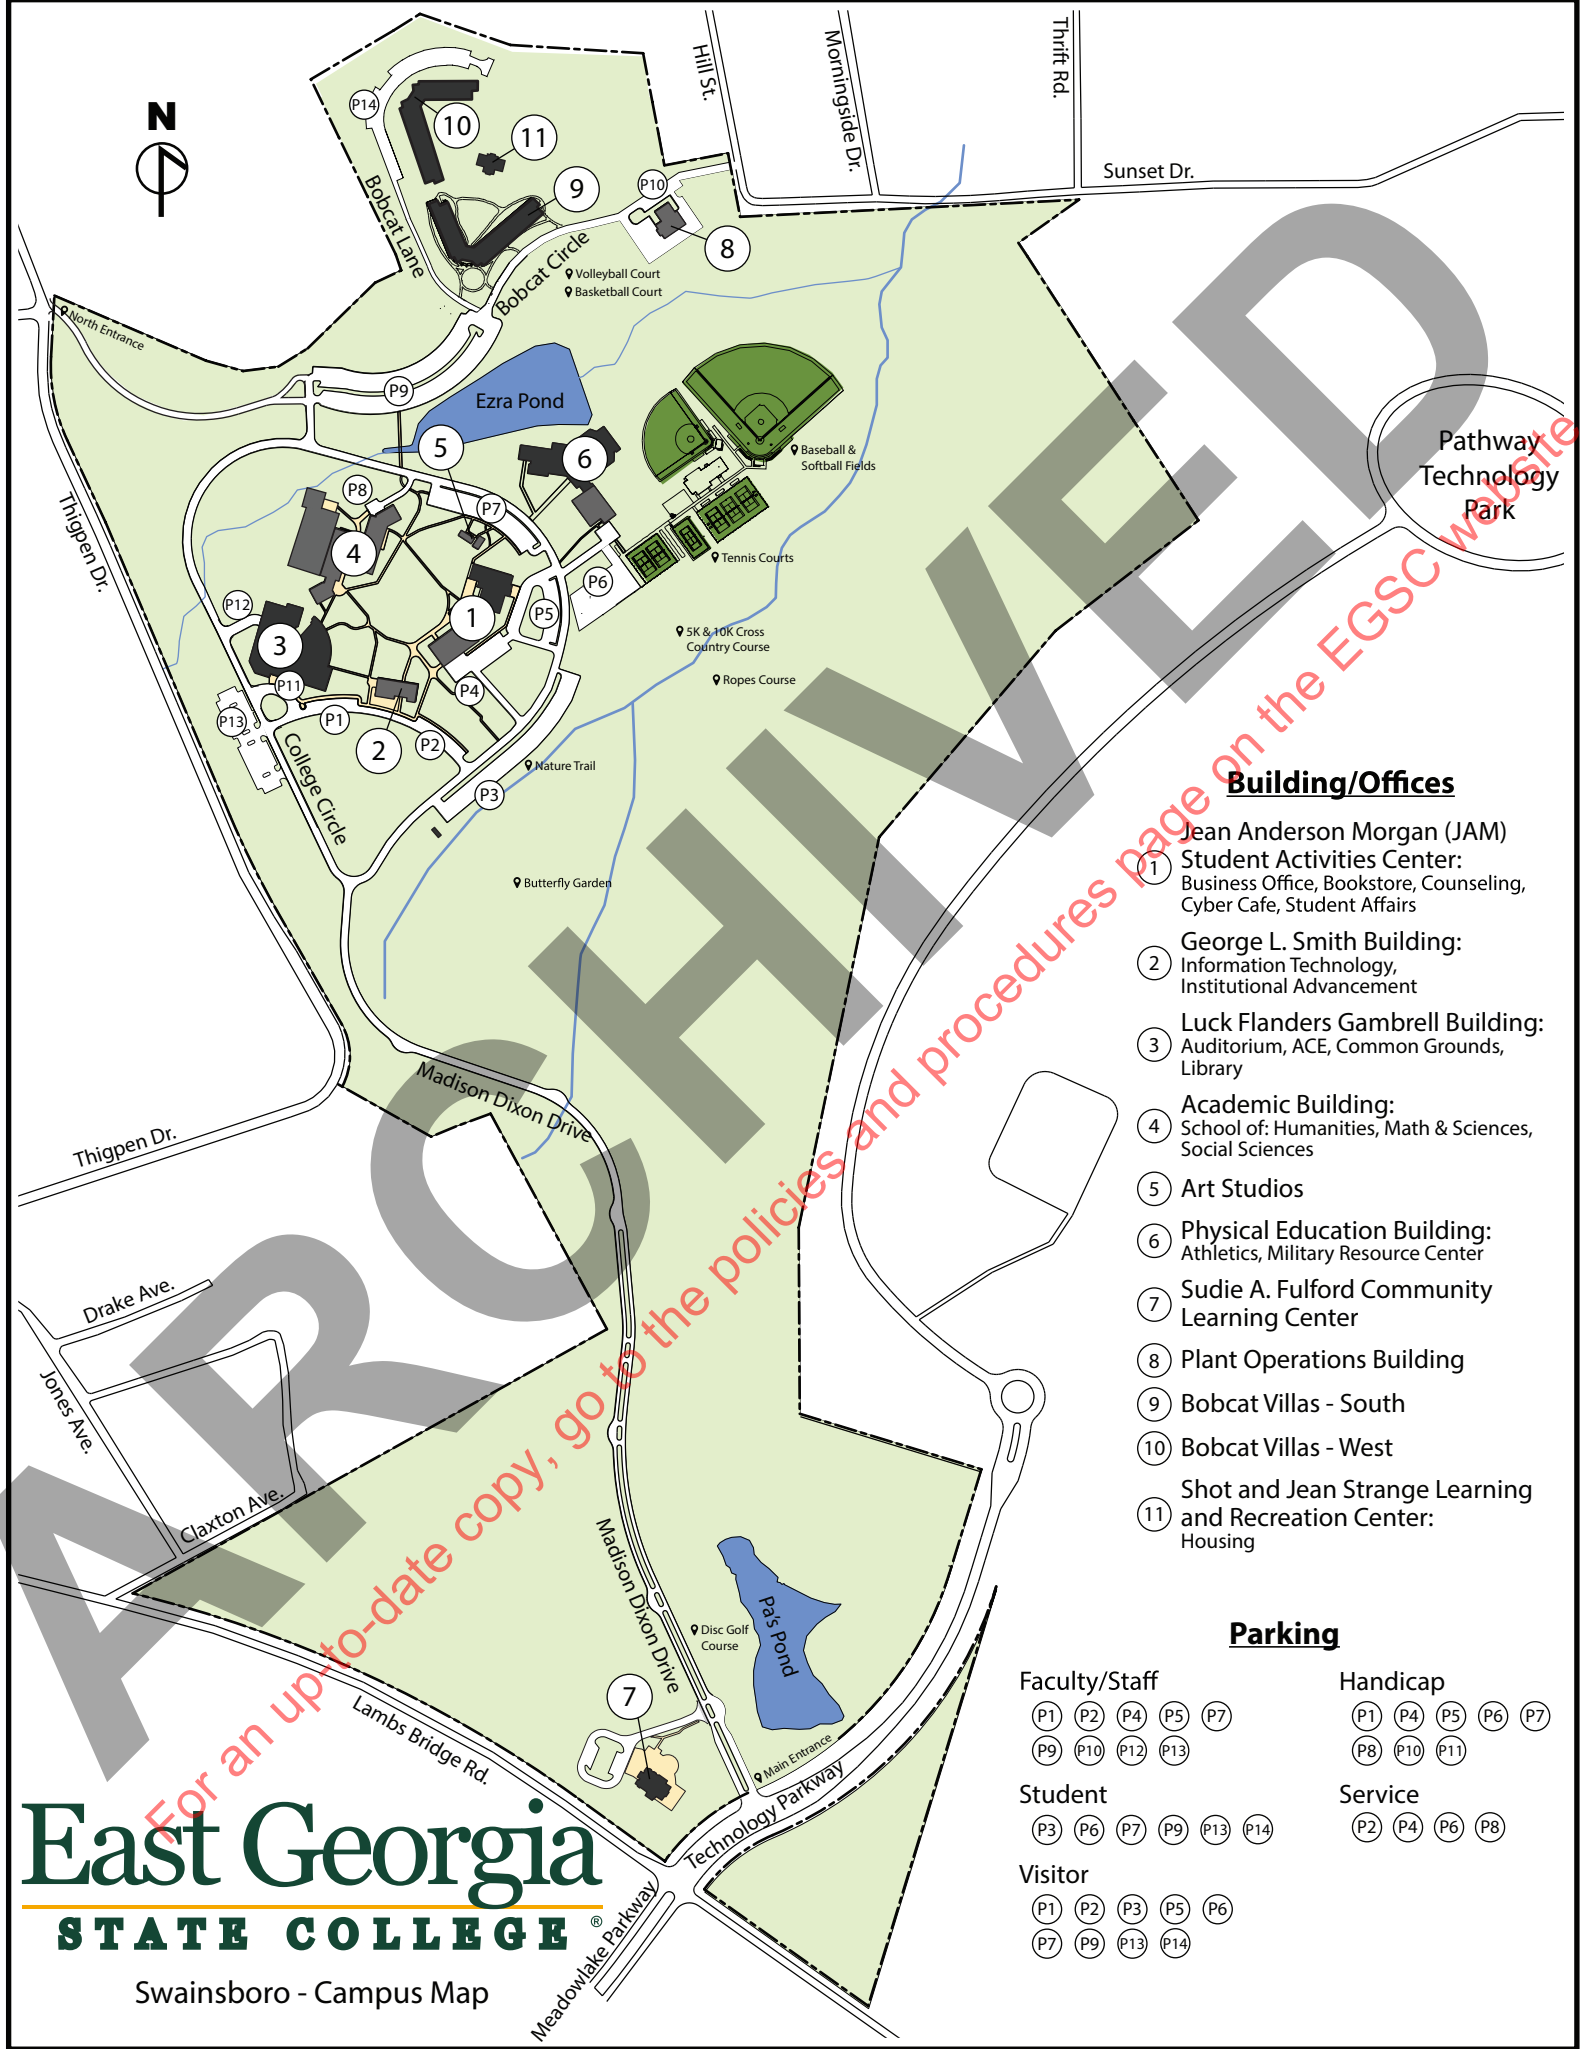 N
Hill St.
Morningside Dr.
Thrift Rd.
Sunset Dr.
P14
10
11
9
P10
8
Bobcat Lane
Bobcat Circle
Volleyball Court
Basketball Court
North Entrance
P9
Ezra Pond
5
6
Baseball &
Softball Fields
Pathway
Technology
Park
P8
P7
4
Thigpen Dr.
Tennis Courts
P6
P12
1
P5
3
5K & 10K Cross
Country Course
Ropes Course
P11
P4
P13
P1
2
P2
College Circle
Nature Trail
P3
Butterfly Garden
Madison Dixon Drive
Thigpen Dr.
Drake Ave.
Jones Ave.
Claxton Ave.
Madison Dixon Drive
Disc Golf
Course
Pa's Pond
7
Lambs Bridge Rd.
Main Entrance
Technology Parkway
Meadowlake Parkway
ARCHIVED
For an up-to-date copy, go to the policies and procedures page on the EGSC website
Building/Offices
1
Jean Anderson Morgan (JAM)
Student Activities Center:
Business Office, Bookstore, Counseling,
Cyber Cafe, Student Affairs
2
George L. Smith Building:
Information Technology,
Institutional Advancement
3
Luck Flanders Gambrell Building:
Auditorium, ACE, Common Grounds,
Library
4
Academic Building:
School of: Humanities, Math & Sciences,
Social Sciences
5 Art Studios
6
Physical Education Building:
Athletics, Military Resource Center
7
Sudie A. Fulford Community
Learning Center
8 Plant Operations Building
9 Bobcat Villas - South
10 Bobcat Villas - West
11
Shot and Jean Strange Learning
and Recreation Center:
Housing
Parking
Faculty/Staff
P1 P2 P4 P5 P7
P9 P10 P12 P13
Handicap
P1 P4 P5 P6 P7
P8 P10 P11
Student
P3 P6 P7 P9 P13 P14
Service
P2 P4 P6 P8
Visitor
P1 P2 P3 P5 P6
P7 P9 P13 P14
East Georgia
STATE COLLEGE ®
Swainsboro - Campus Map